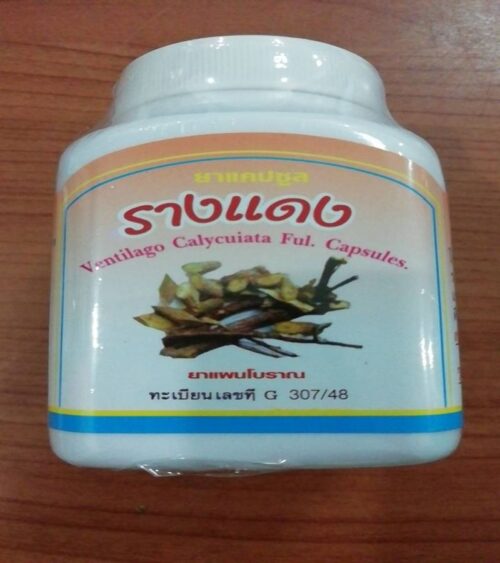 ยาแคปซูล
รางแดง
Ventilago Calycuiata Ful. Capsules.
ยาแผนโบราณ
ทะเบียนเลขที่ G 307/48